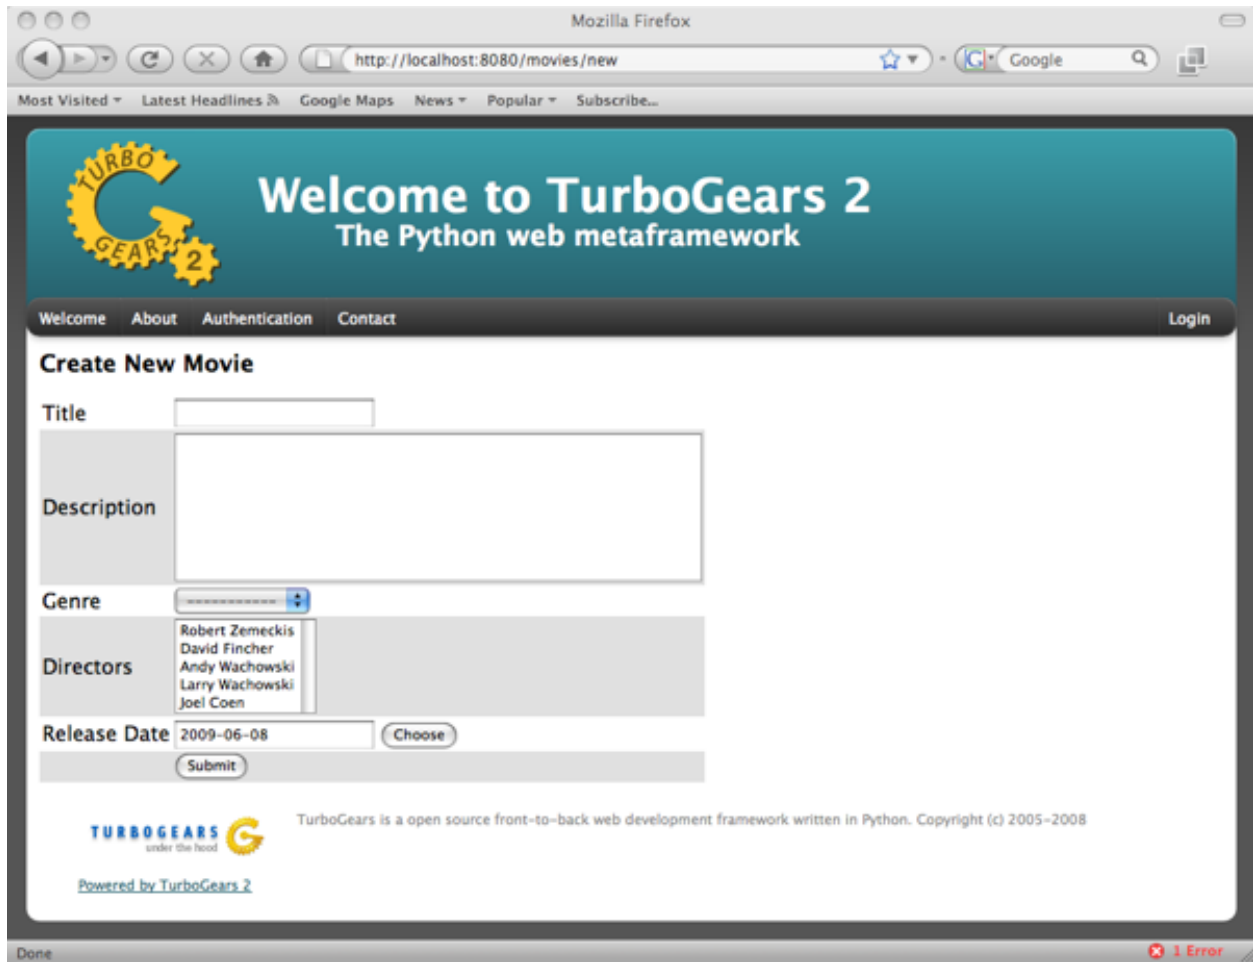 Mozilla Firefox
http://localhost:8080/movies/new
Google
Most Visited Latest Headlines Google Maps News Popular Subscribe...
TURBO
GEARS
2
Welcome to TurboGears 2
The Python web metaframework
Welcome About Authentication Contact Login
Create New Movie
Title
Description
Genre -----------
Robert Zemeckis
David Fincher
Directors Andy Wachowski
Larry Wachowski
Joel Coen
Release Date 2009-06-08 Choose
Submit
TURBOGEARS
under the hood
TurboGears is a open source front-to-back web development framework written in Python. Copyright (c) 2005-2008
Powered by TurboGears 2
Done 1 Error